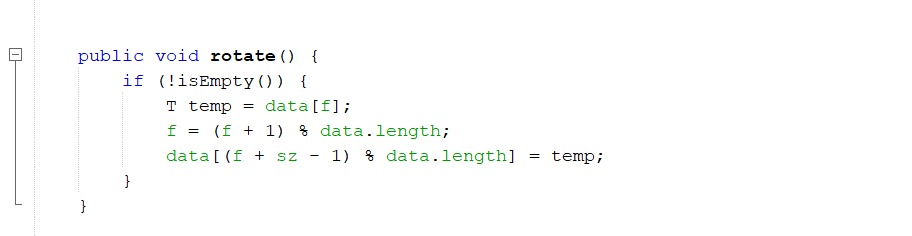 public void rotate() {
    if (!isEmpty()) {
        T temp = data[f];
        f = (f + 1) % data.length;
        data[(f + sz - 1) % data.length] = temp;
    }
}